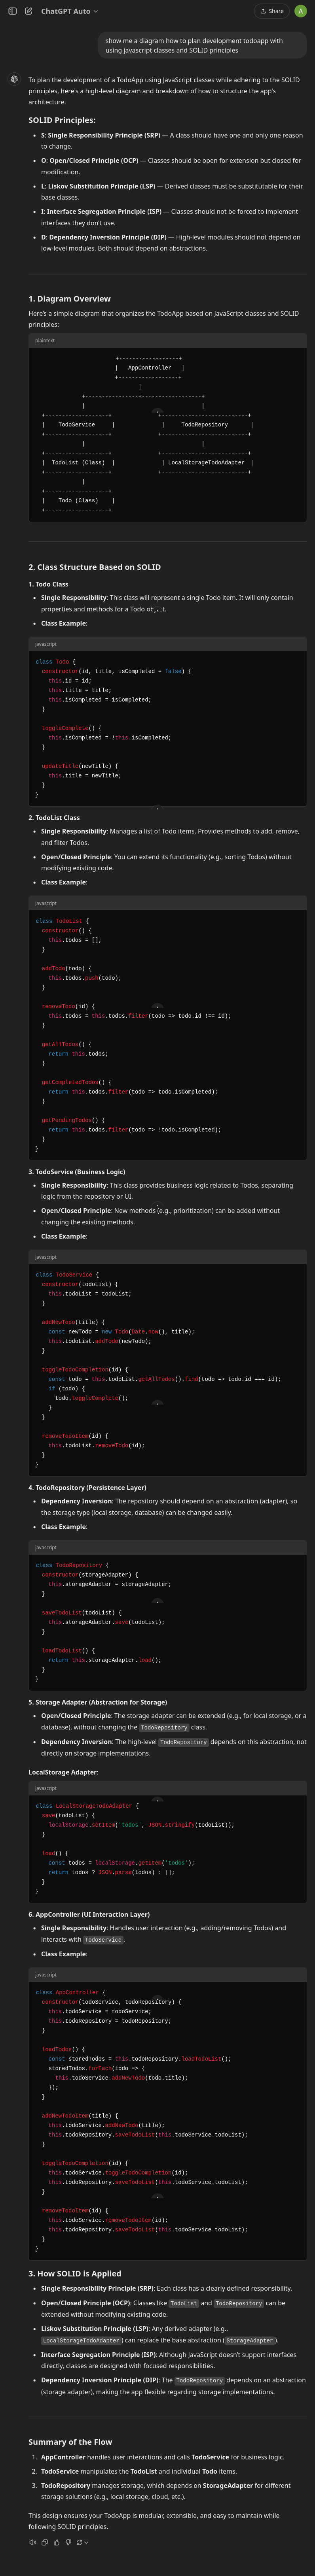 ChatGPT Auto
Share
A
show me a diagram how to plan development todoapp with
using javascript classes and SOLID principles
To plan the development of a TodoApp using JavaScript classes while adhering to the SOLID
principles, here's a high-level diagram and breakdown of how to structure the app's
architecture.
SOLID Principles:
• S: Single Responsibility Principle (SRP) — A class should have one and only one reason
to change.
• O: Open/Closed Principle (OCP) — Classes should be open for extension but closed for
modification.
• L: Liskov Substitution Principle (LSP) — Derived classes must be substitutable for their
base classes.
• I: Interface Segregation Principle (ISP) — Classes should not be forced to implement
interfaces they don't use.
• D: Dependency Inversion Principle (DIP) — High-level modules should not depend on
low-level modules. Both should depend on abstractions.
1. Diagram Overview
Here's a simple diagram that organizes the TodoApp based on JavaScript classes and SOLID
principles:
plaintext
+------------------+
|   AppController   |
+------------------+
|
+----------------+------------------+
|                                   |
+-------------------+              +--------------------------+
|    TodoService     |              |     TodoRepository       |
+-------------------+              +--------------------------+
|                                   |
+-------------------+              +--------------------------+
|  TodoList (Class)  |              | LocalStorageTodoAdapter  |
+-------------------+              +--------------------------+
|
+-------------------+
|    Todo (Class)    |
+-------------------+
2. Class Structure Based on SOLID
1. Todo Class
• Single Responsibility: This class will represent a single Todo item. It will only contain
properties and methods for a Todo object.
• Class Example:
javascript
class Todo {
constructor(id, title, isCompleted = false) {
this.id = id;
this.title = title;
this.isCompleted = isCompleted;
}
toggleComplete() {
this.isCompleted = !this.isCompleted;
}
updateTitle(newTitle) {
this.title = newTitle;
}
}
2. TodoList Class
• Single Responsibility: Manages a list of Todo items. Provides methods to add, remove,
and filter Todos.
• Open/Closed Principle: You can extend its functionality (e.g., sorting Todos) without
modifying existing code.
• Class Example:
javascript
class TodoList {
constructor() {
this.todos = [];
}
addTodo(todo) {
this.todos.push(todo);
}
removeTodo(id) {
this.todos = this.todos.filter(todo => todo.id !== id);
}
getAllTodos() {
return this.todos;
}
getCompletedTodos() {
return this.todos.filter(todo => todo.isCompleted);
}
getPendingTodos() {
return this.todos.filter(todo => !todo.isCompleted);
}
}
3. TodoService (Business Logic)
• Single Responsibility: This class provides business logic related to Todos, separating
logic from the repository or UI.
• Open/Closed Principle: New methods (e.g., prioritization) can be added without
changing the existing methods.
• Class Example:
javascript
class TodoService {
constructor(todoList) {
this.todoList = todoList;
}
addNewTodo(title) {
const newTodo = new Todo(Date.now(), title);
this.todoList.addTodo(newTodo);
}
toggleTodoCompletion(id) {
const todo = this.todoList.getAllTodos().find(todo => todo.id === id);
if (todo) {
todo.toggleComplete();
}
}
removeTodoItem(id) {
this.todoList.removeTodo(id);
}
}
4. TodoRepository (Persistence Layer)
• Dependency Inversion: The repository should depend on an abstraction (adapter), so
the storage type (local storage, database) can be changed easily.
• Class Example:
javascript
class TodoRepository {
constructor(storageAdapter) {
this.storageAdapter = storageAdapter;
}
saveTodoList(todoList) {
this.storageAdapter.save(todoList);
}
loadTodoList() {
return this.storageAdapter.load();
}
}
5. Storage Adapter (Abstraction for Storage)
• Open/Closed Principle: The storage adapter can be extended (e.g., for local storage, or a
database), without changing the TodoRepository class.
• Dependency Inversion: The high-level TodoRepository depends on this abstraction, not
directly on storage implementations.
LocalStorage Adapter:
javascript
class LocalStorageTodoAdapter {
save(todoList) {
localStorage.setItem('todos', JSON.stringify(todoList));
}
load() {
const todos = localStorage.getItem('todos');
return todos ? JSON.parse(todos) : [];
}
}
6. AppController (UI Interaction Layer)
• Single Responsibility: Handles user interaction (e.g., adding/removing Todos) and
interacts with TodoService.
• Class Example:
javascript
class AppController {
constructor(todoService, todoRepository) {
this.todoService = todoService;
this.todoRepository = todoRepository;
}
loadTodos() {
const storedTodos = this.todoRepository.loadTodoList();
storedTodos.forEach(todo => {
this.todoService.addNewTodo(todo.title);
});
}
addNewTodoItem(title) {
this.todoService.addNewTodo(title);
this.todoRepository.saveTodoList(this.todoService.todoList);
}
toggleTodoCompletion(id) {
this.todoService.toggleTodoCompletion(id);
this.todoRepository.saveTodoList(this.todoService.todoList);
}
removeTodoItem(id) {
this.todoService.removeTodoItem(id);
this.todoRepository.saveTodoList(this.todoService.todoList);
}
}
3. How SOLID is Applied
• Single Responsibility Principle (SRP): Each class has a clearly defined responsibility.
• Open/Closed Principle (OCP): Classes like TodoList and TodoRepository can be
extended without modifying existing code.
• Liskov Substitution Principle (LSP): Any derived adapter (e.g.,
LocalStorageTodoAdapter) can replace the base abstraction (StorageAdapter).
• Interface Segregation Principle (ISP): Although JavaScript doesn't support interfaces
directly, classes are designed with focused responsibilities.
• Dependency Inversion Principle (DIP): The TodoRepository depends on an abstraction
(storage adapter), making the app flexible regarding storage implementations.
Summary of the Flow
1. AppController handles user interactions and calls TodoService for business logic.
2. TodoService manipulates the TodoList and individual Todo items.
3. TodoRepository manages storage, which depends on StorageAdapter for different
storage solutions (e.g., local storage, cloud, etc.).
This design ensures your TodoApp is modular, extensible, and easy to maintain while
following SOLID principles.